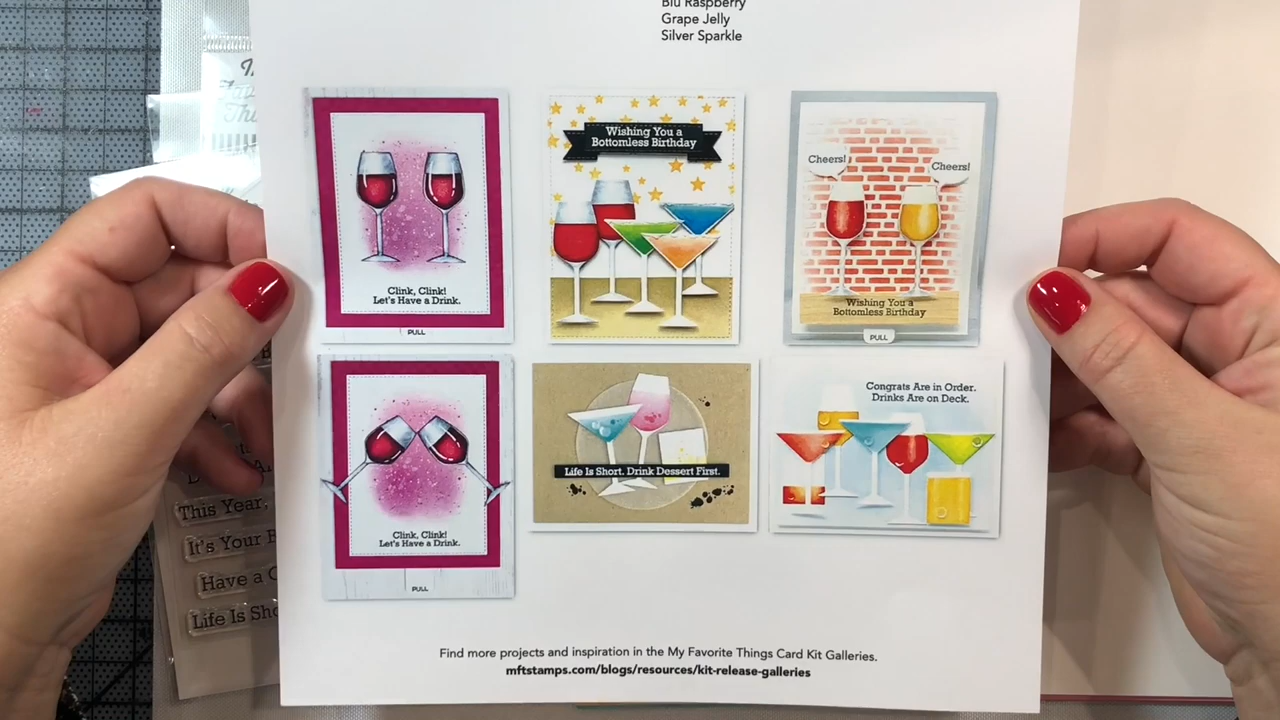 Blu Raspberry
Grape Jelly
Silver Sparkle
Clink, Clink!
Let's Have a Drink.
PULL
Wishing You a
Bottomless Birthday
Cheers!
Cheers!
Wishing You a
Bottomless Birthday
PULL
Clink, Clink!
Let's Have a Drink.
PULL
Life Is Short. Drink Dessert First.
Congrats Are in Order.
Drinks Are on Deck.
This Year,
It's Your
Have a
Life Is
Find more projects and inspiration in the My Favorite Things Card Kit Galleries.
mftstamps.com/blogs/resources/kit-release-galleries